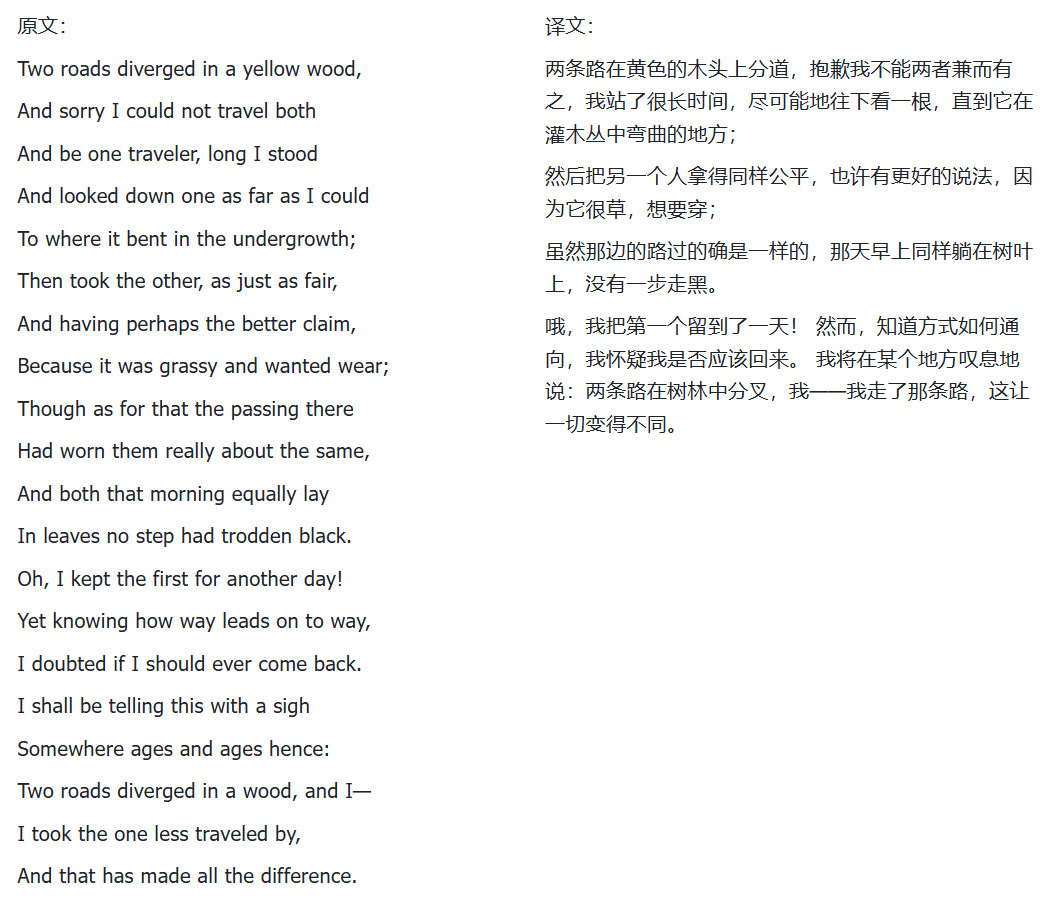 原文：
Two roads diverged in a yellow wood,
And sorry I could not travel both
And be one traveler, long I stood
And looked down one as far as I could
To where it bent in the undergrowth;
Then took the other, as just as fair,
And having perhaps the better claim,
Because it was grassy and wanted wear;
Though as for that the passing there
Had worn them really about the same,
And both that morning equally lay
In leaves no step had trodden black.
Oh, I kept the first for another day!
Yet knowing how way leads on to way,
I doubted if I should ever come back.
I shall be telling this with a sigh
Somewhere ages and ages hence:
Two roads diverged in a wood, and I—
I took the one less traveled by,
And that has made all the difference.
译文：
两条路在黄色的木头上分道，抱歉我不能两者兼而有
之，我站了很长时间，尽可能地往下看一根，直到它在
灌木丛中弯曲的地方；
然后把另一个人拿得同样公平，也许有更好的说法，因
为它很草，想要穿；
虽然那边的路过的确是一样的，那天早上同样躺在树叶
上，没有一步走黑。
哦，我把第一个留到了一天！ 然而，知道方式如何通
向，我怀疑我是否应该回来。 我将在某个地方叹息地
说：两条路在树林中分叉，我——我走了那条路，这让
一切变得不同。